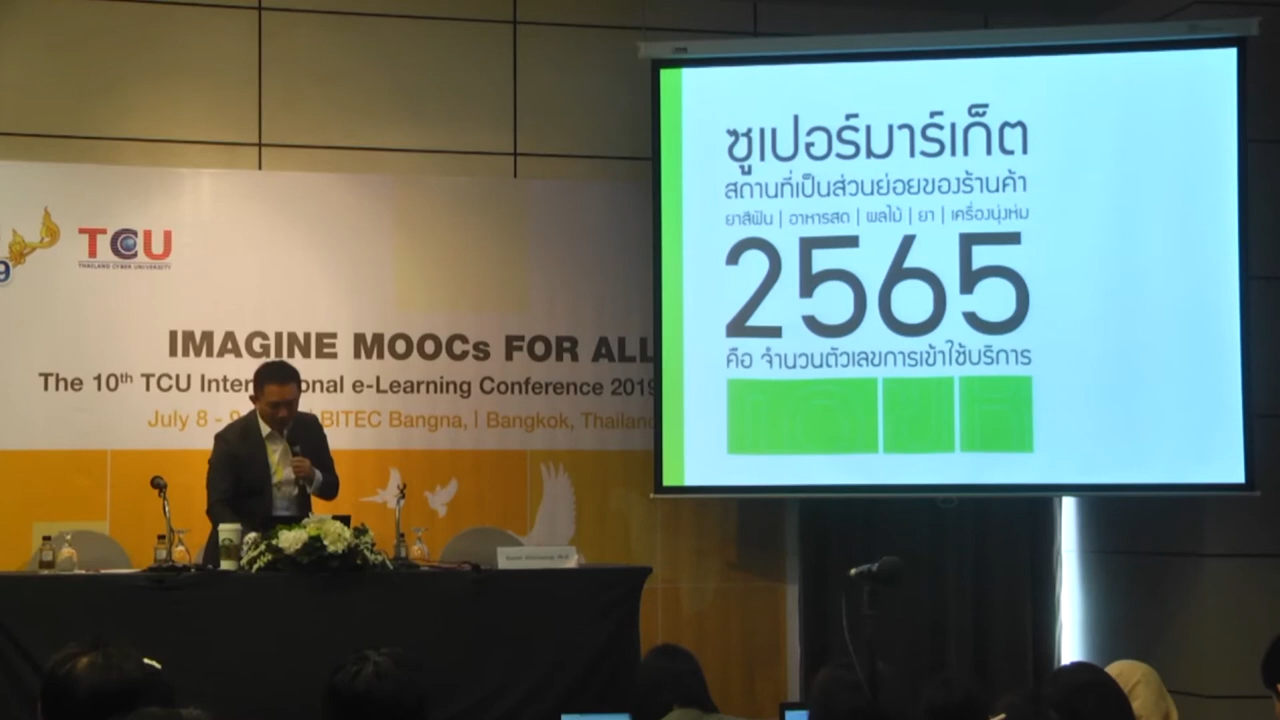 TCU
THAILAND CYBER UNIVERSITY
IMAGINE MOOCs FOR ALL
The 10th TCU International e-Learning Conference 2019
July 8 - 9 BITEC Bangna, | Bangkok, Thailand
ซูเปอร์มาร์เก็ต
สถานที่เป็นส่วนย่อยของร้านค้า
ยาสีฟัน | อาหารสด | ผลไม้ | ยา | เครื่องนุ่งห่ม
2565
คือ จำนวนตัวเลขการเข้าใช้บริการ